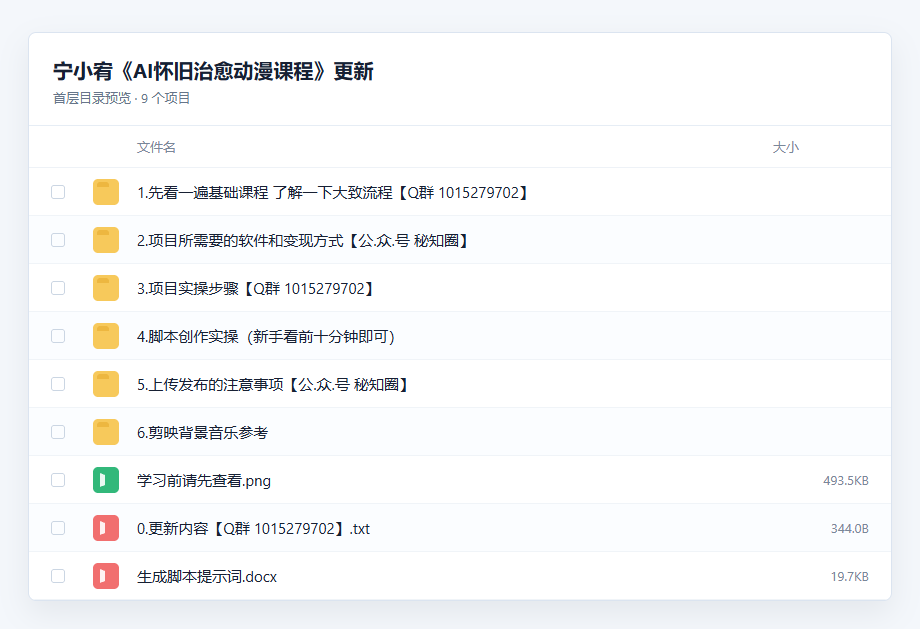 宁小宥《AI怀旧治愈动漫课程》更新
首层目录预览 · 9 个项目
文件名 大小
1.先看一遍基础课程 了解一下大致流程【Q群 1015279702】
2.项目所需要的软件和变现方式【公.众.号 秘知圈】
3.项目实操步骤【Q群 1015279702】
4.脚本创作实操（新手看前十分钟即可）
5.上传发布的注意事项【公.众.号 秘知圈】
6.剪映背景音乐参考
学习前请先查看.png 493.5KB
0.更新内容【Q群 1015279702】.txt 344.0B
生成脚本提示词.docx 19.7KB